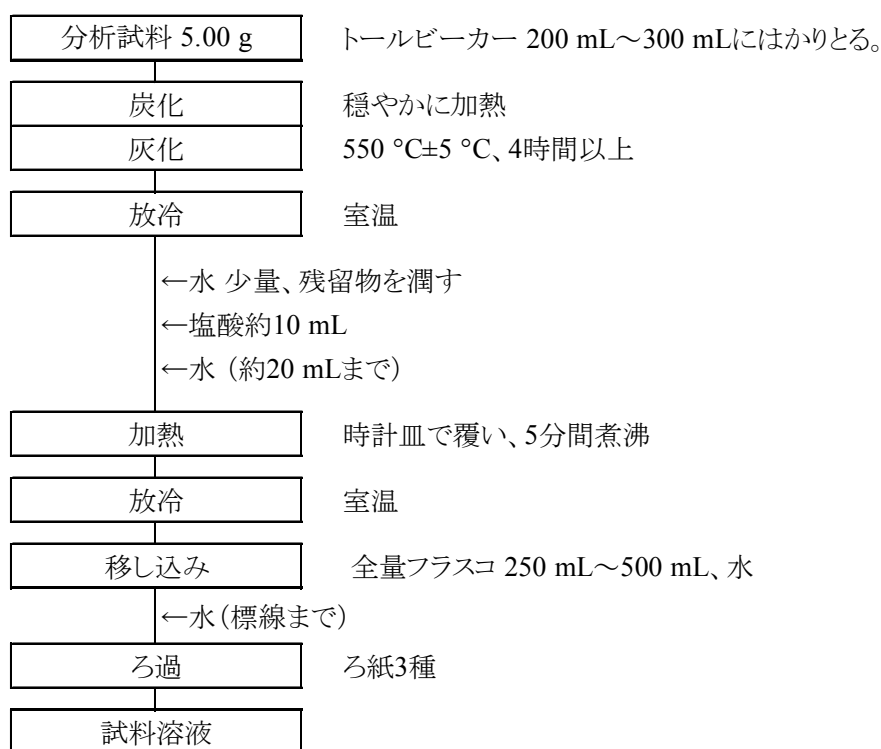 分析試料 5.00 g トールビーカー 200 mL～300 mLにはかりとる。
炭化 穏やかに加熱
灰化 550 °C±5 °C、4時間以上
放冷 室温
←水 少量、残留物を潤す
←塩酸約10 mL
←水（約20 mLまで）
加熱 時計皿で覆い、5分間煮沸
放冷 室温
移し込み 全量フラスコ 250 mL～500 mL、水
←水（標線まで）
ろ過 ろ紙3種
試料溶液